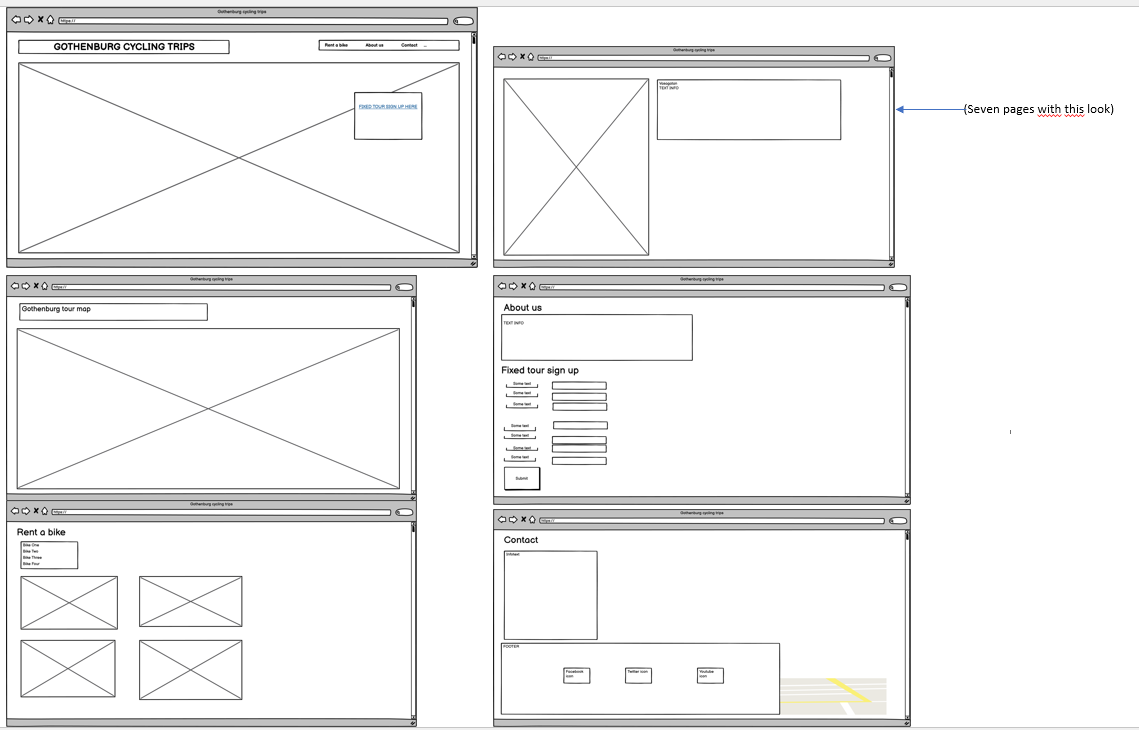 Gothenburg cycling trips
https://
GOTHENBURG CYCLING TRIPS
Rent a bike About us Contact ...
FIXED TOUR SIGN UP HERE
Gothenburg cycling trips
https://
TEXT INFO
(Seven pages with this look)
Gothenburg cycling trips
https://
Gothenburg tour map
Gothenburg cycling trips
https://
About us
TEXT INFO
Fixed tour sign up
Some text
Some text
Some text
Some text
Some text
Some text
Some text
Submit
Gothenburg cycling trips
https://
Rent a bike
Bike One
Bike Two
Bike Three
Bike Four
Gothenburg cycling trips
https://
Contact
Infotext
FOOTER
Facebook
icon
Twitter icon
Youtube
icon